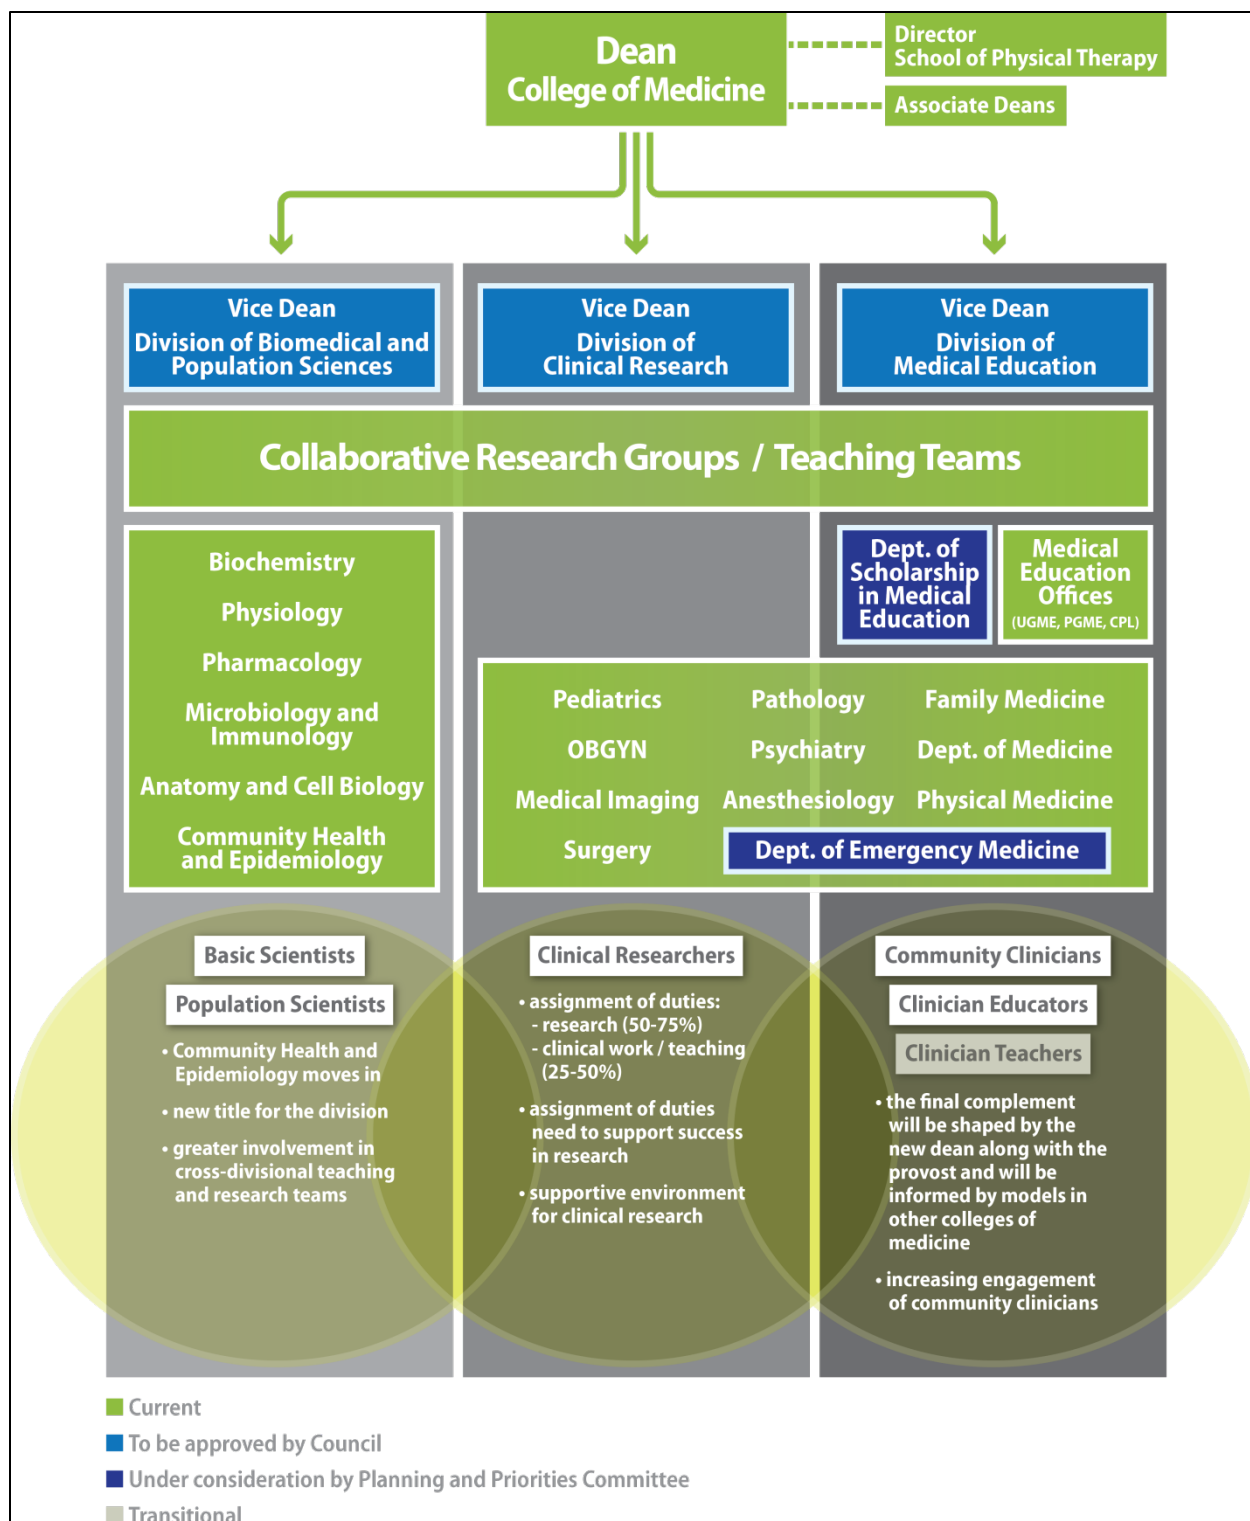 Dean
College of Medicine
Director
School of Physical Therapy
Associate Deans
Vice Dean
Division of Biomedical and
Population Sciences
Vice Dean
Division of
Clinical Research
Vice Dean
Division of
Medical Education
Collaborative Research Groups / Teaching Teams
Biochemistry
Physiology
Pharmacology
Microbiology and
Immunology
Anatomy and Cell Biology
Community Health
and Epidemiology
Dept. of
Scholarship
in Medical
Education
Medical
Education
Offices
(UGME, PGME, CPL)
Pediatrics Pathology Family Medicine
OBGYN Psychiatry Dept. of Medicine
Medical Imaging Anesthesiology Physical Medicine
Surgery Dept. of Emergency Medicine
Basic Scientists
Population Scientists
• Community Health and
Epidemiology moves in
• new title for the division
• greater involvement in
cross-divisional teaching
and research teams
Clinical Researchers
• assignment of duties:
- research (50-75%)
- clinical work / teaching
(25-50%)
• assignment of duties
need to support success
in research
• supportive environment
for clinical research
Community Clinicians
Clinician Educators
Clinician Teachers
• the final complement
will be shaped by the
new dean along with the
provost and will be
informed by models in
other colleges of
medicine
• increasing engagement
of community clinicians
Current
To be approved by Council
Under consideration by Planning and Priorities Committee
Transitional